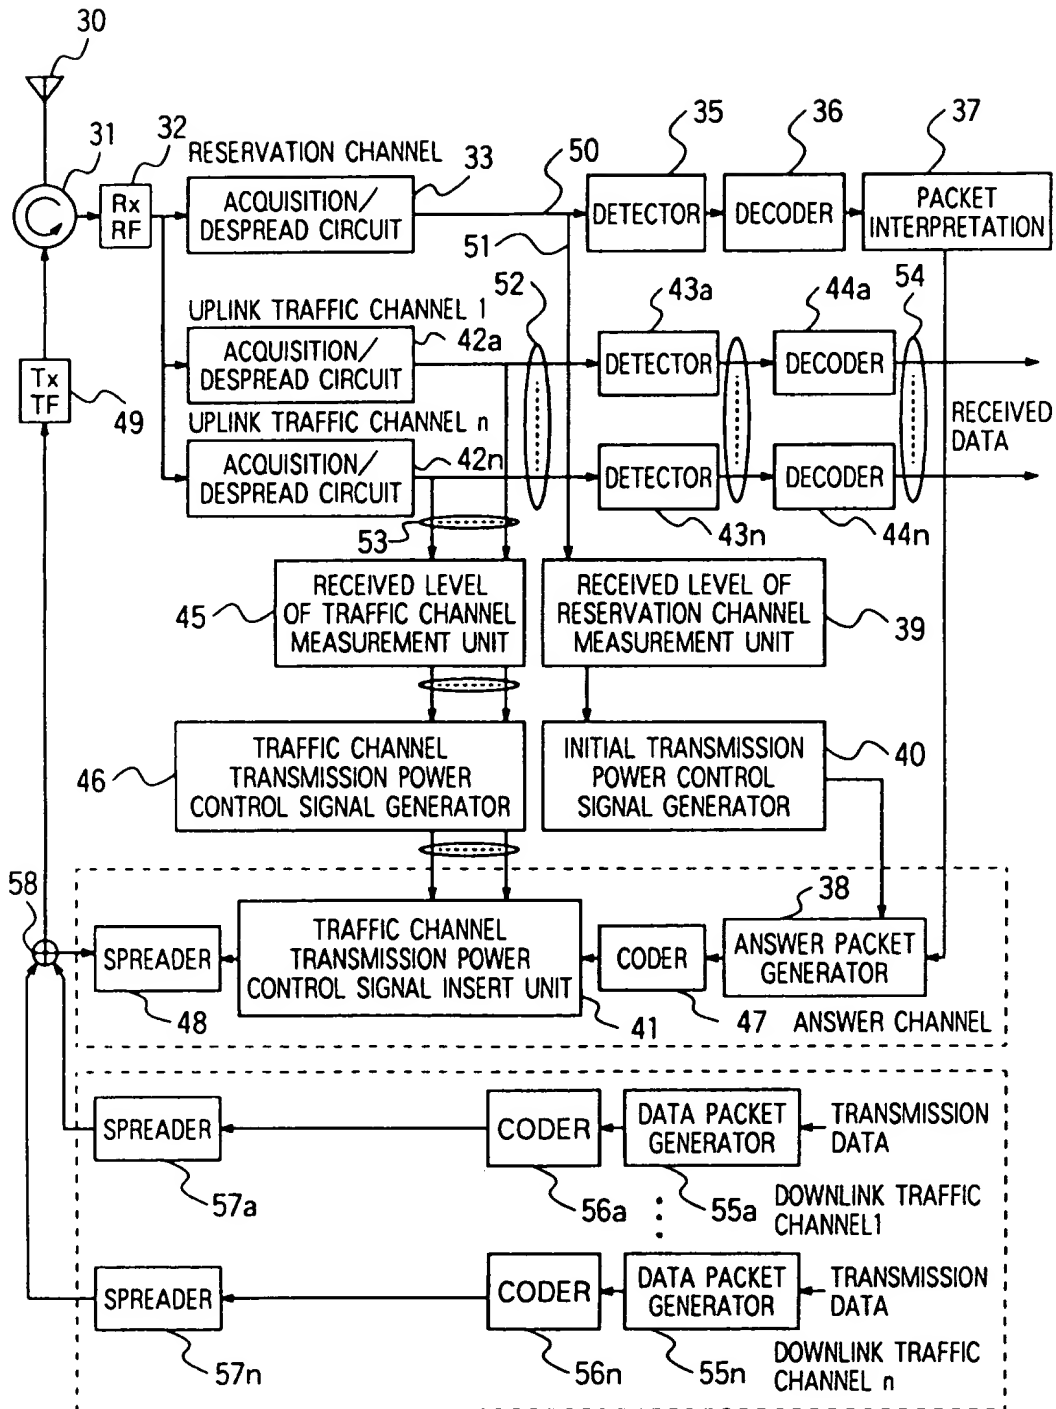 30
31
32
RESERVATION CHANNEL
33
50
35
36
37
Rx
RF
ACQUISITION/
DESPREAD CIRCUIT
DETECTOR
DECODER
PACKET
INTERPRETATION
51
UPLINK TRAFFIC CHANNEL 1
42a
52
43a
44a
54
ACQUISITION/
DESPREAD CIRCUIT
DETECTOR
DECODER
Tx
TF
49
UPLINK TRAFFIC CHANNEL n
42n
RECEIVED
DATA
ACQUISITION/
DESPREAD CIRCUIT
DETECTOR
DECODER
53
43n
44n
45
RECEIVED LEVEL
OF TRAFFIC CHANNEL
MEASUREMENT UNIT
RECEIVED LEVEL OF
RESERVATION CHANNEL
MEASUREMENT UNIT
39
46
TRAFFIC CHANNEL
TRANSMISSION POWER
CONTROL SIGNAL GENERATOR
INITIAL TRANSMISSION
POWER CONTROL
SIGNAL GENERATOR
40
58
38
SPREADER
TRAFFIC CHANNEL
TRANSMISSION POWER
CONTROL SIGNAL INSERT UNIT
CODER
ANSWER PACKET
GENERATOR
48
41
47
ANSWER CHANNEL
SPREADER
CODER
DATA PACKET
GENERATOR
TRANSMISSION
DATA
57a
56a
55a
DOWNLINK TRAFFIC
CHANNEL1
SPREADER
CODER
DATA PACKET
GENERATOR
TRANSMISSION
DATA
57n
56n
55n
DOWNLINK TRAFFIC
CHANNEL n